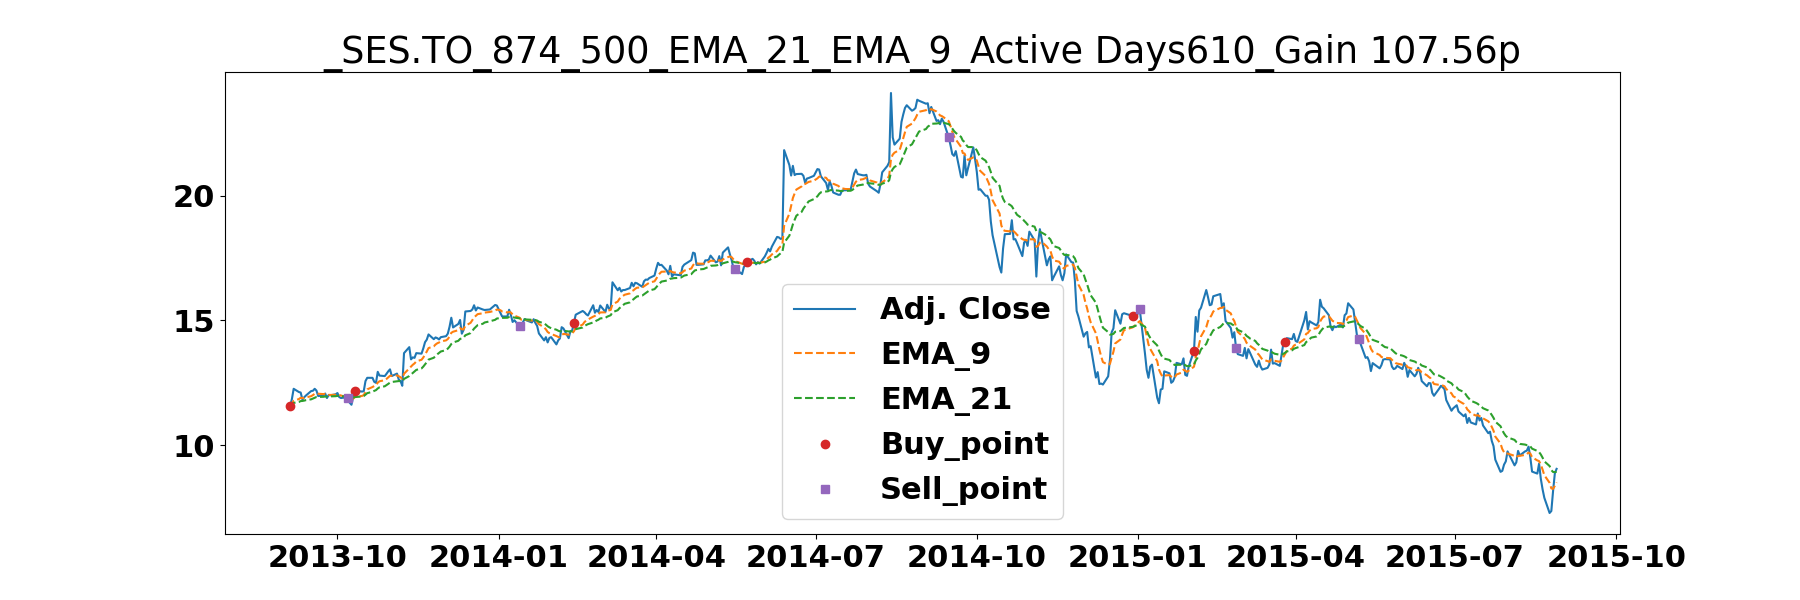 _SES.TO_874_500_EMA_21_EMA_9_Active Days610_Gain 107.56p
20
15
10
Adj. Close
EMA_9
EMA_21
Buy_point
Sell_point
2013-10 2014-01 2014-04 2014-07 2014-10 2015-01 2015-04 2015-07 2015-10